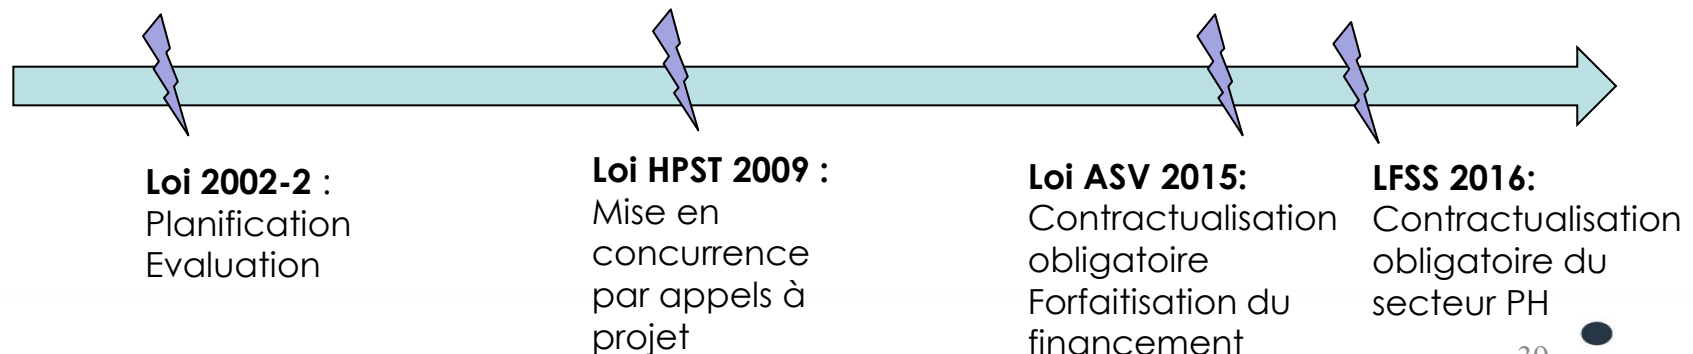 Loi 2002-2 :
Planification
Evaluation
Loi HPST 2009 :
Mise en
concurrence
par appels à
projet
Loi ASV 2015:
Contractualisation
obligatoire
Forfaitisation du
financement
LFSS 2016:
Contractualisation
obligatoire du
secteur PH